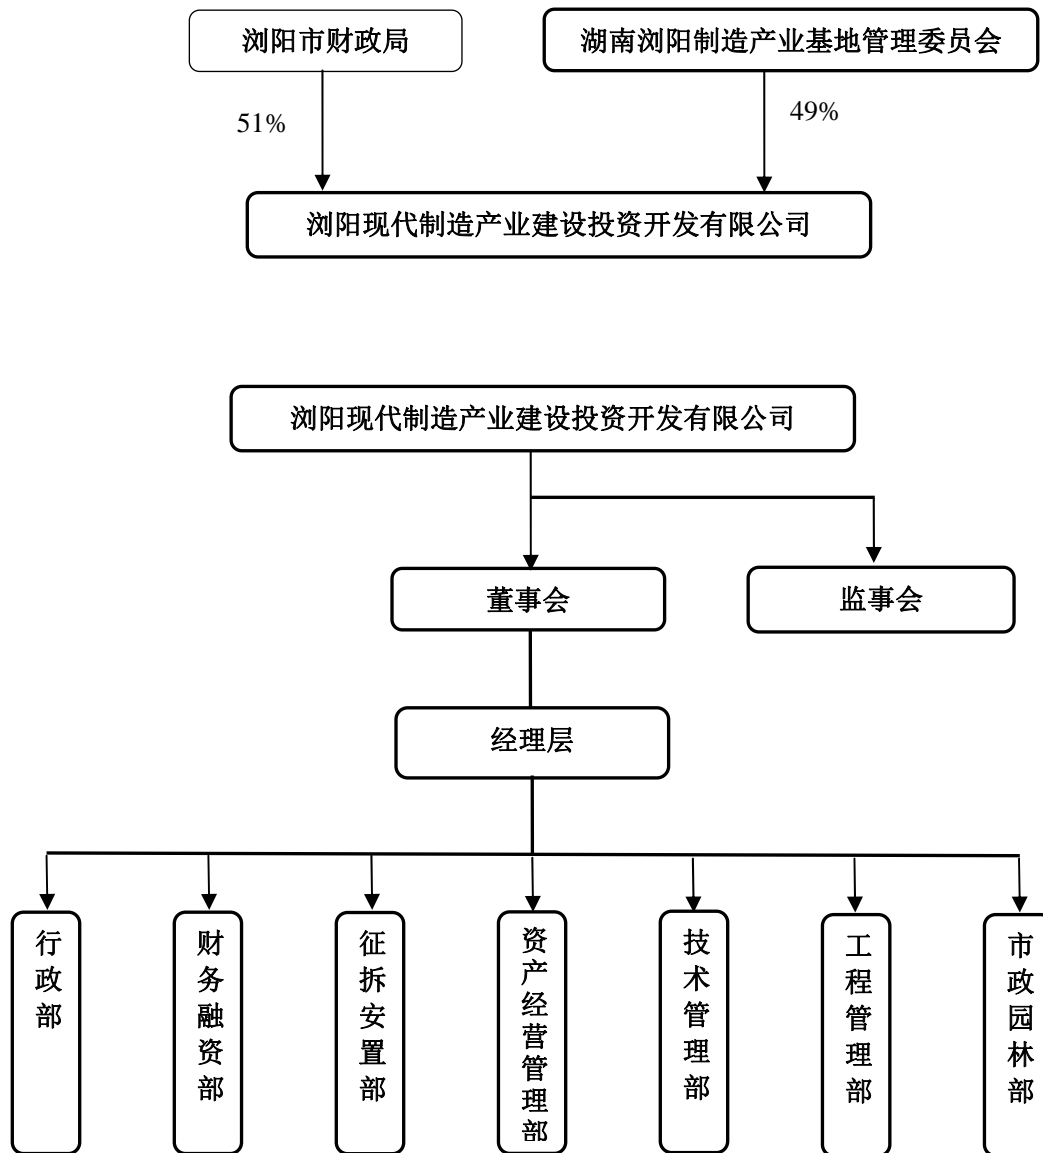 浏阳市财政局
湖南浏阳制造产业基地管理委员会
51%
49%
浏阳现代制造产业建设投资开发有限公司
浏阳现代制造产业建设投资开发有限公司
董事会
监事会
经理层
行政部
财务融资部
征拆安置部
资产经营管理部
技术管理部
工程管理部
市政园林部